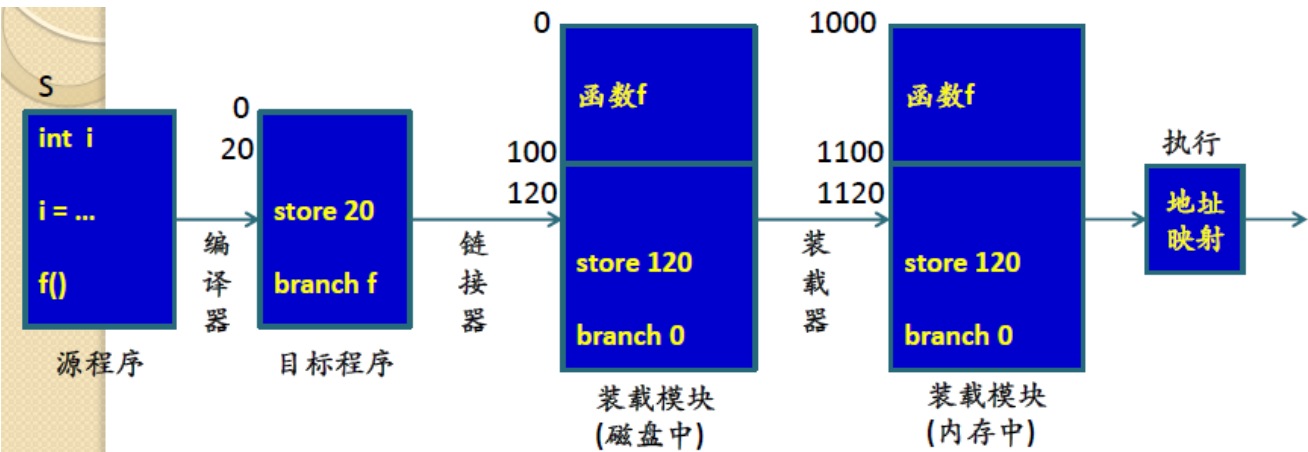 S
int i
i = ...
f()
源程序
编译器
0
20
store 20
branch f
目标程序
链接器
0
100
120
函数f
store 120
branch 0
装载模块
(磁盘中)
装载器
1000
1100
1120
函数f
store 120
branch 0
装载模块
(内存中)
执行
地址
映射